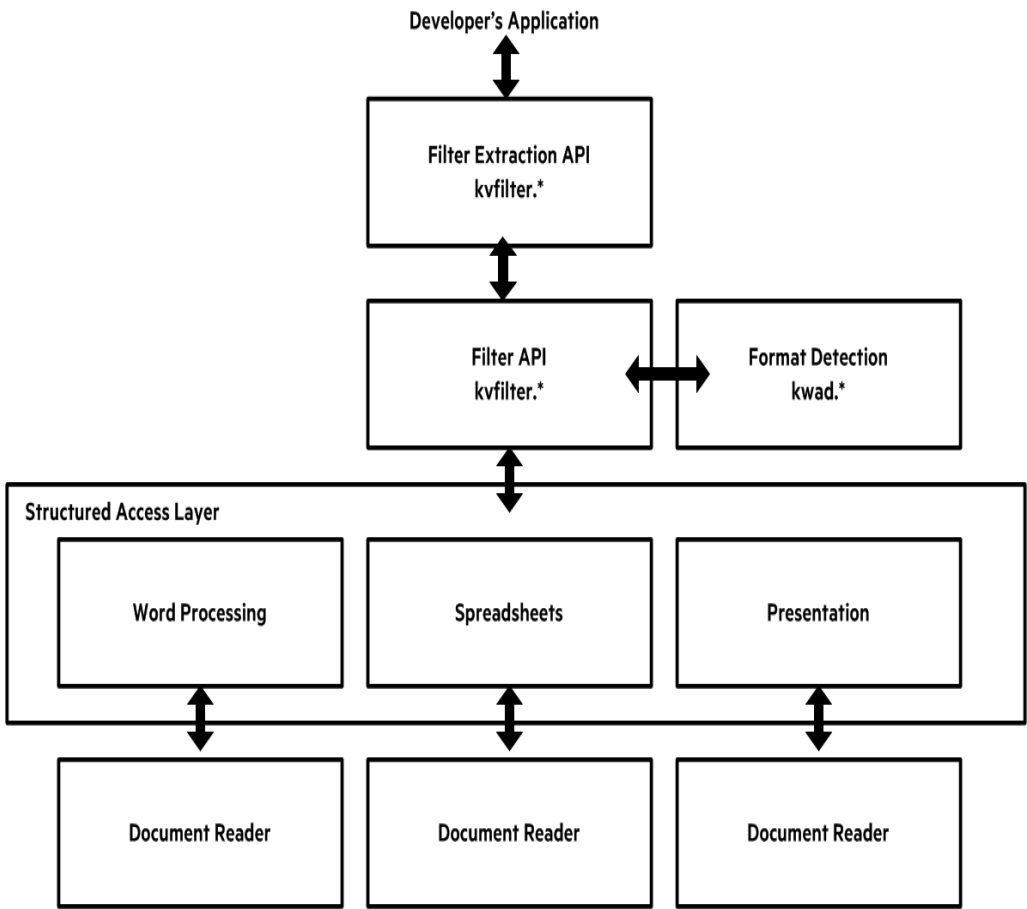 Developer’s Application
Filter Extraction API
kvfilter.*
Filter API
kvfilter.*
Format Detection
kwad.*
Structured Access Layer
Word Processing
Spreadsheets
Presentation
Document Reader
Document Reader
Document Reader